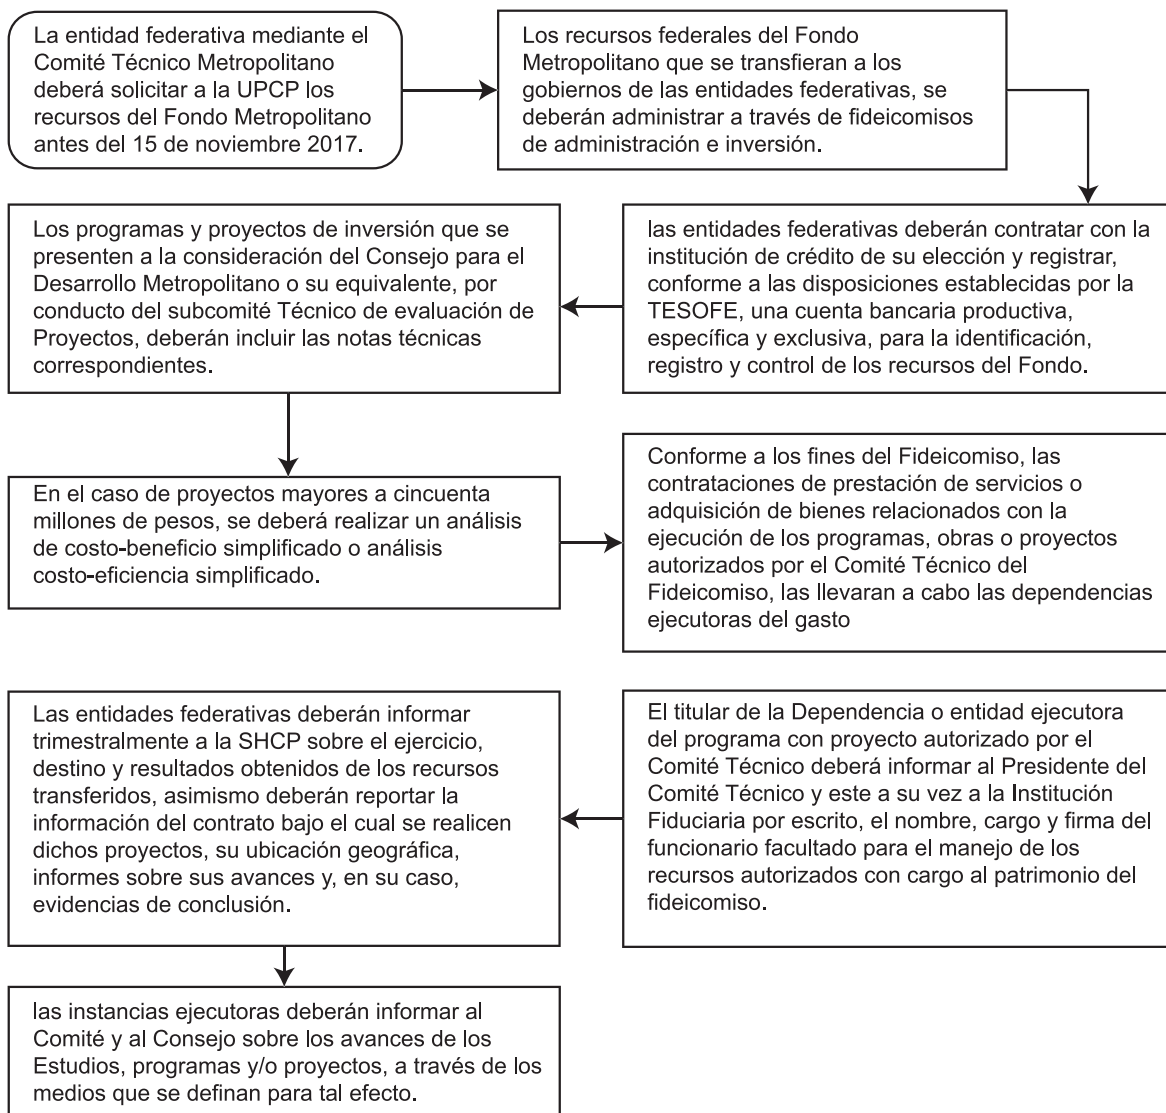 La entidad federativa mediante el
Comité Técnico Metropolitano
deberá solicitar a la UPCP los
recursos del Fondo Metropolitano
antes del 15 de noviembre 2017.
Los recursos federales del Fondo
Metropolitano que se transfieran a los
gobiernos de las entidades federativas, se
deberán administrar a través de fideicomisos
de administración e inversión.
las entidades federativas deberán contratar con la
institución de crédito de su elección y registrar,
conforme a las disposiciones establecidas por la
TESOFE, una cuenta bancaria productiva,
específica y exclusiva, para la identificación,
registro y control de los recursos del Fondo.
Los programas y proyectos de inversión que se
presenten a la consideración del Consejo para el
Desarrollo Metropolitano o su equivalente, por
conducto del subcomité Técnico de evaluación de
Proyectos, deberán incluir las notas técnicas
correspondientes.
En el caso de proyectos mayores a cincuenta
millones de pesos, se deberá realizar un análisis
de costo-beneficio simplificado o análisis
costo-eficiencia simplificado.
Conforme a los fines del Fideicomiso, las
contrataciones de prestación de servicios o
adquisición de bienes relacionados con la
ejecución de los programas, obras o proyectos
autorizados por el Comité Técnico del
Fideicomiso, las llevaran a cabo las dependencias
ejecutoras del gasto
El titular de la Dependencia o entidad ejecutora
del programa con proyecto autorizado por el
Comité Técnico deberá informar al Presidente del
Comité Técnico y este a su vez a la Institución
Fiduciaria por escrito, el nombre, cargo y firma del
funcionario facultado para el manejo de los
recursos autorizados con cargo al patrimonio del
fideicomiso.
Las entidades federativas deberán informar
trimestralmente a la SHCP sobre el ejercicio,
destino y resultados obtenidos de los recursos
transferidos, asimismo deberán reportar la
información del contrato bajo el cual se realicen
dichos proyectos, su ubicación geográfica,
informes sobre sus avances y, en su caso,
evidencias de conclusión.
las instancias ejecutoras deberán informar al
Comité y al Consejo sobre los avances de los
Estudios, programas y/o proyectos, a través de los
medios que se definan para tal efecto.